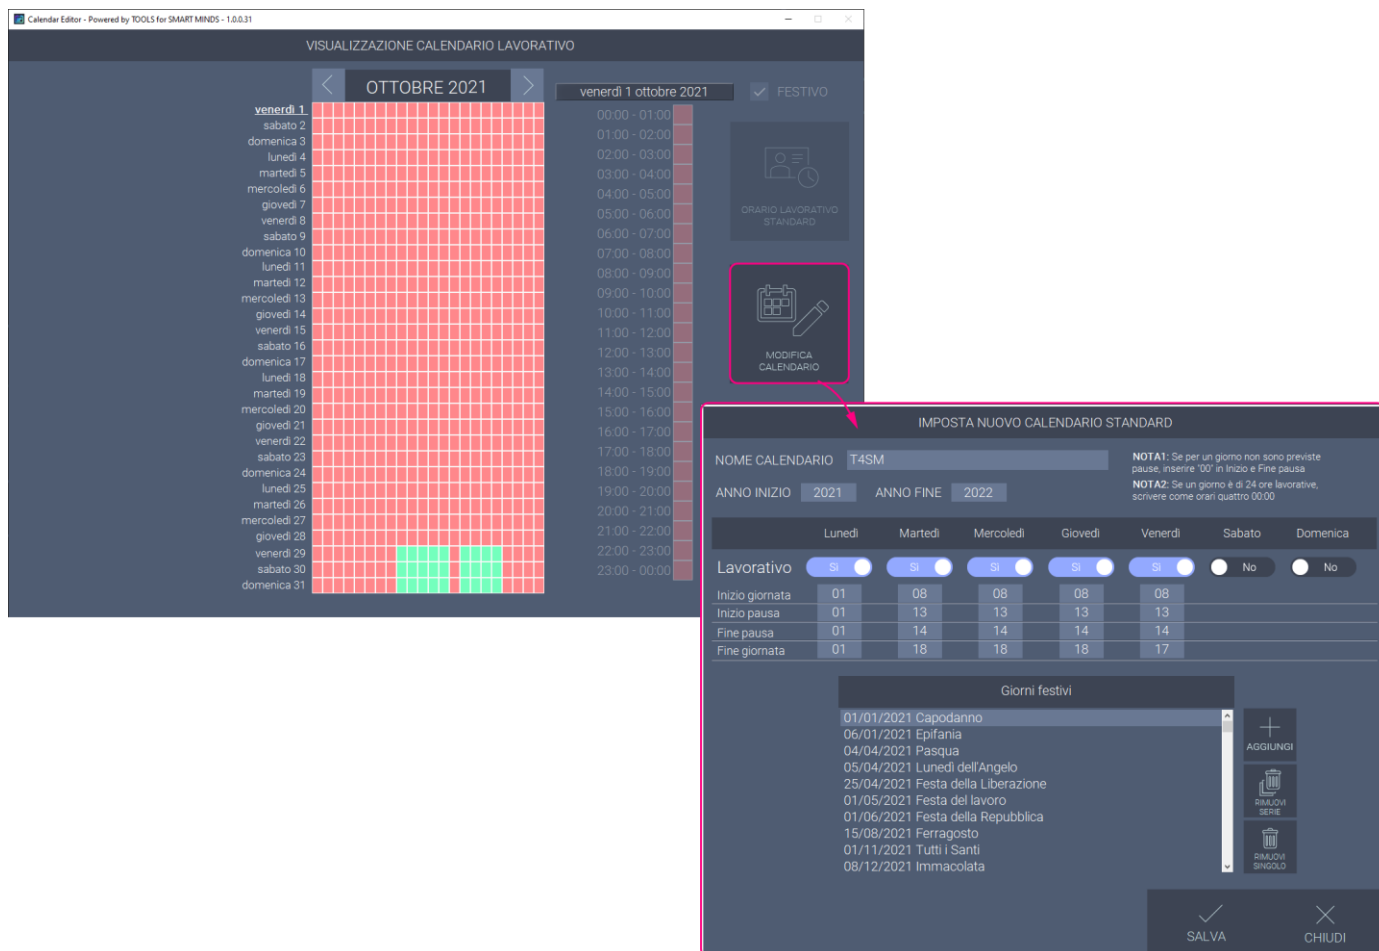 Calendar Editor - Powered by TOOLS for SMART MINDS - 1.0.0.31
VISUALIZZAZIONE CALENDARIO LAVORATIVO
OTTOBRE 2021
venerdì 1
sabato 2
domenica 3
lunedì 4
martedì 5
mercoledì 6
giovedì 7
venerdì 8
sabato 9
domenica 10
lunedì 11
martedì 12
mercoledì 13
giovedì 14
venerdì 15
sabato 16
domenica 17
lunedì 18
martedì 19
mercoledì 20
giovedì 21
venerdì 22
sabato 23
domenica 24
lunedì 25
martedì 26
mercoledì 27
giovedì 28
venerdì 29
sabato 30
domenica 31
venerdì 1 ottobre 2021
FESTIVO
00:00 - 01:00
01:00 - 02:00
02:00 - 03:00
03:00 - 04:00
04:00 - 05:00
05:00 - 06:00
06:00 - 07:00
07:00 - 08:00
08:00 - 09:00
09:00 - 10:00
10:00 - 11:00
11:00 - 12:00
12:00 - 13:00
13:00 - 14:00
14:00 - 15:00
15:00 - 16:00
16:00 - 17:00
17:00 - 18:00
18:00 - 19:00
19:00 - 20:00
20:00 - 21:00
21:00 - 22:00
22:00 - 23:00
23:00 - 00:00
ORARIO LAVORATIVO
STANDARD
MODIFICA
CALENDARIO
IMPOSTA NUOVO CALENDARIO STANDARD
NOME CALENDARIO T4SM
ANNO INIZIO 2021 ANNO FINE 2022
NOTA1: Se per un giorno non sono previste
pause, inserire "00" in Inizio e Fine pausa
NOTA2: Se un giorno è di 24 ore lavorative,
scrivere come orari quattro 00:00
Lunedì Martedì Mercoledì Giovedì Venerdì Sabato Domenica
Lavorativo Sì Sì Sì Sì Sì No No
Inizio giornata 01 08 08 08 08
Inizio pausa 01 13 13 13 13
Fine pausa 01 14 14 14 14
Fine giornata 01 18 18 18 17
Giorni festivi
01/01/2021 Capodanno
06/01/2021 Epifania
04/04/2021 Pasqua
05/04/2021 Lunedì dell'Angelo
25/04/2021 Festa della Liberazione
01/05/2021 Festa del lavoro
01/06/2021 Festa della Repubblica
15/08/2021 Ferragosto
01/11/2021 Tutti i Santi
08/12/2021 Immacolata
AGGIUNGI
RIMUOVI
SERIE
RIMUOVI
SINGOLO
SALVA
CHIUDI